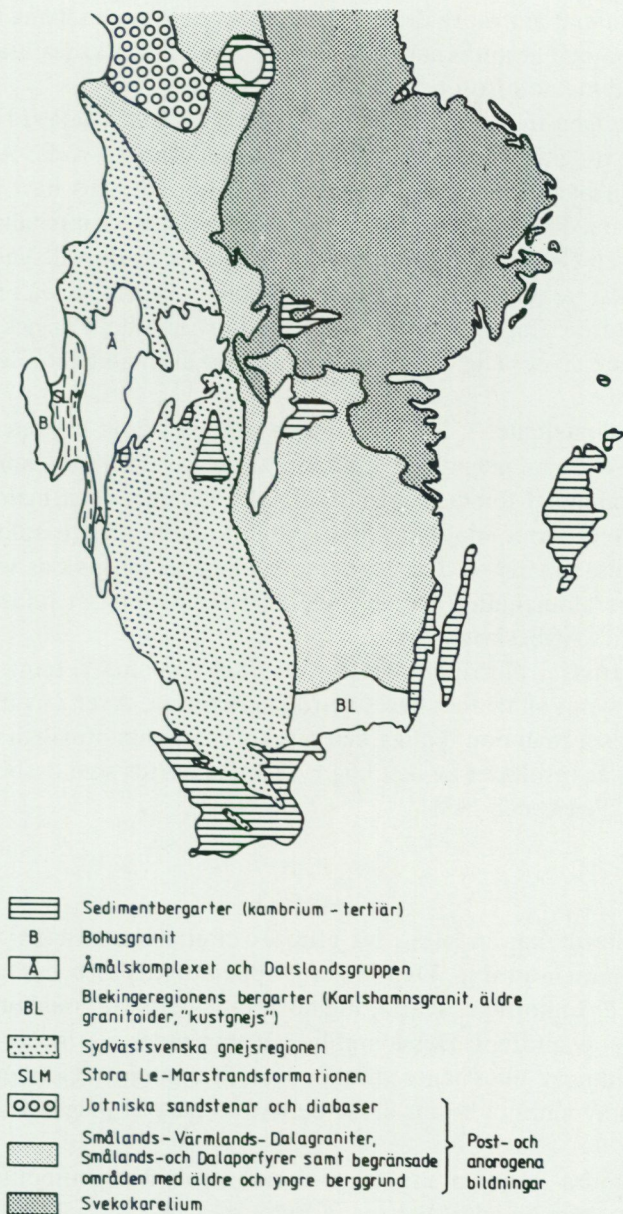 Å
SLM
B
Å
BL
Sedimentbergarter (kambrium - tertiär)
B Bohusgranit
Å Åmålskomplexet och Dalslandsgruppen
BL Blekingeregionens bergarter (Karlshamnsgranit, äldre
granitoider, "kustgnejs")
Sydvästsvenska gnejsregionen
SLM Stora Le-Marstrandsformationen
Jotniska sandstenar och diabaser
Smålands- Värmlands- Dalagraniter,
Smålands-och Dalaporfyrer samt begränsade
områden med äldre och yngre berggrund
Post- och
anorogena
bildningar
Svekokarelium